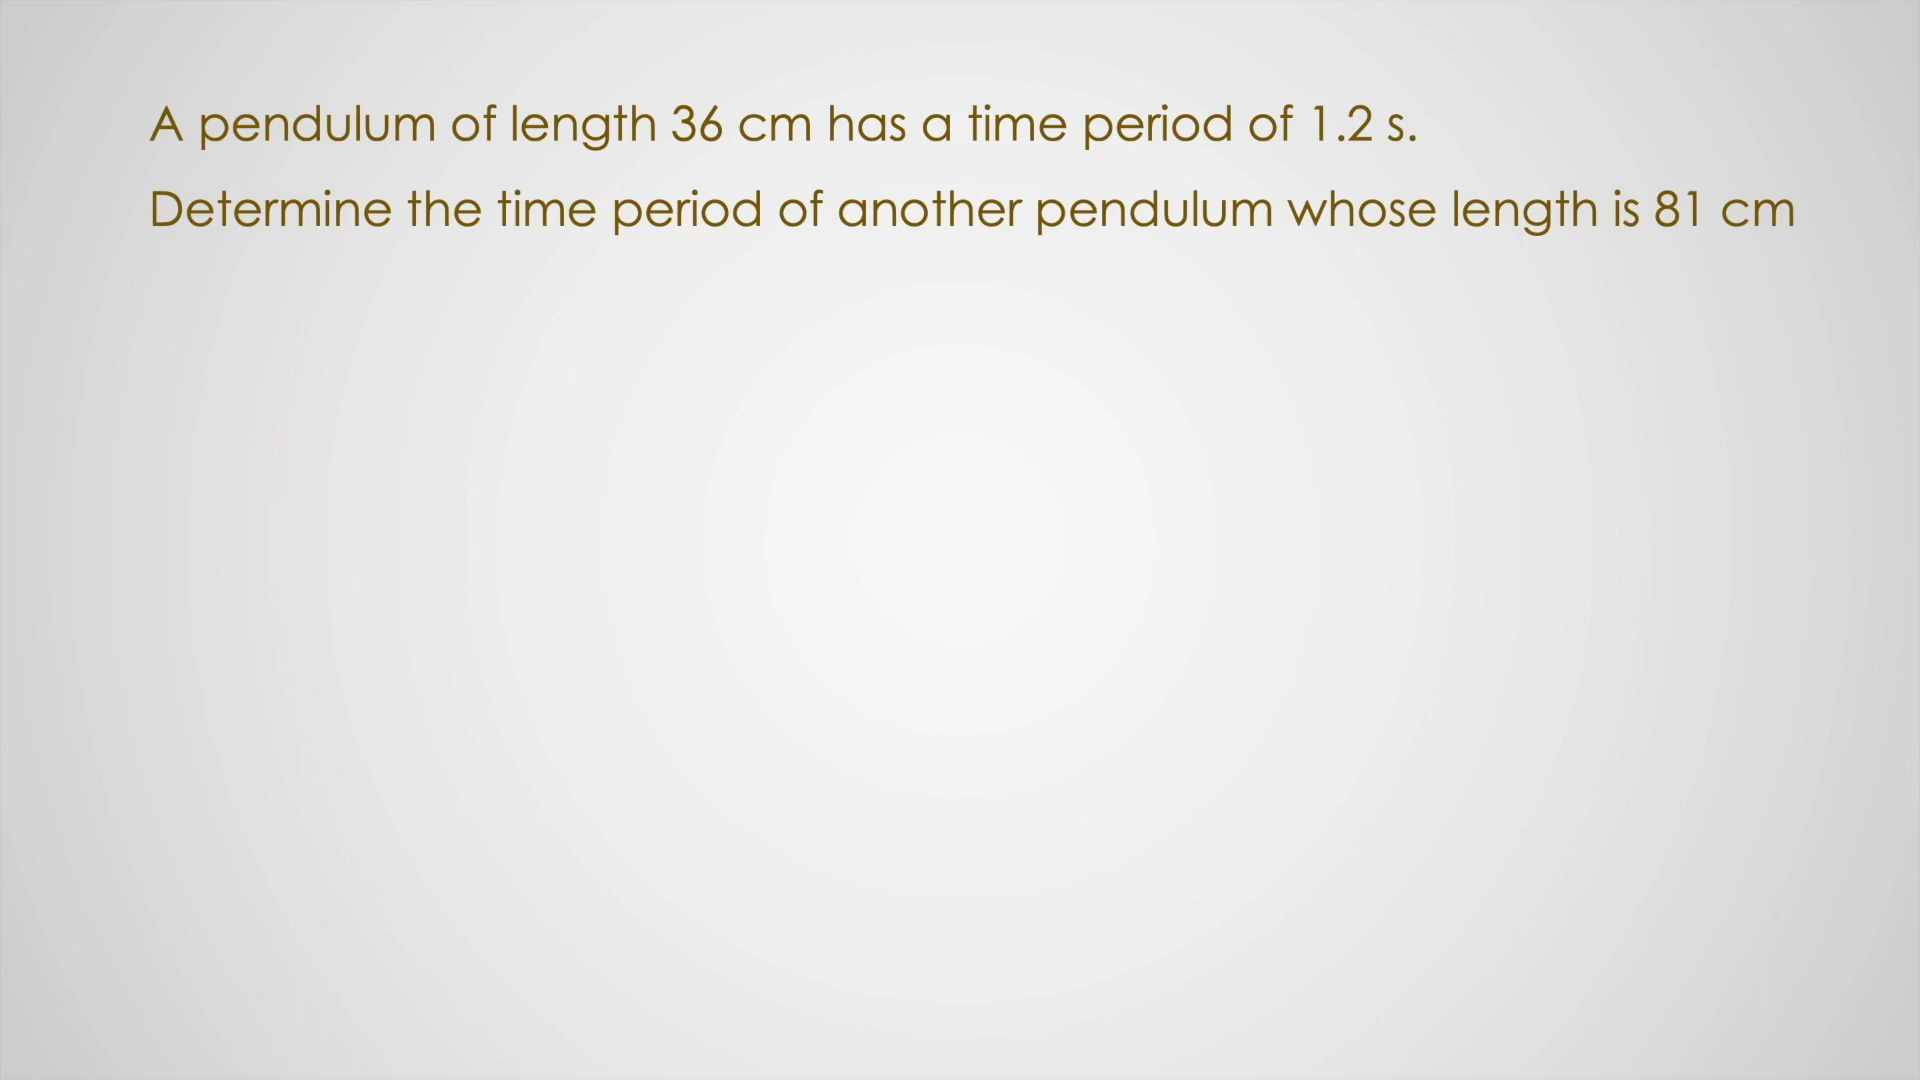 A pendulum of length 36 cm has a time period of 1.2 s.
Determine the time period of another pendulum whose length is 81 cm